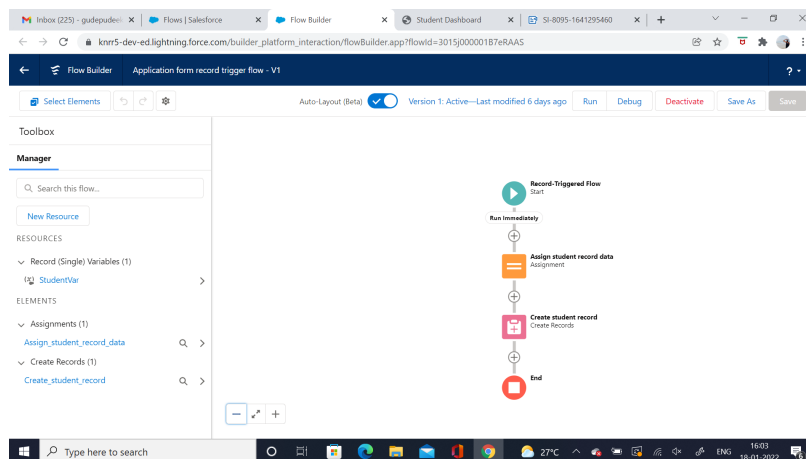 Inbox (225) - gudepudee
Flows | Salesforce
Flow Builder
Student Dashboard
SI-8095-1641295460
knrr5-dev-ed.lightning.force.com/builder_platform_interaction/flowBuilder.app?flowId=3015j000001B7eRAAS
Flow Builder Application form record trigger flow - V1 ?
Select Elements Auto-Layout (Beta) Version 1: Active—Last modified 6 days ago Run Debug Deactivate Save As Save
Toolbox
Manager
Search this flow...
New Resource
RESOURCES
Record (Single) Variables (1)
StudentVar
ELEMENTS
Assignments (1)
Assign_student_record_data
Create Records (1)
Create_student_record
Record-Triggered Flow
Start
Run Immediately
Assign student record data
Assignment
Create student record
Create Records
End
Type here to search
27°C
ENG
16:03
18-01-2022